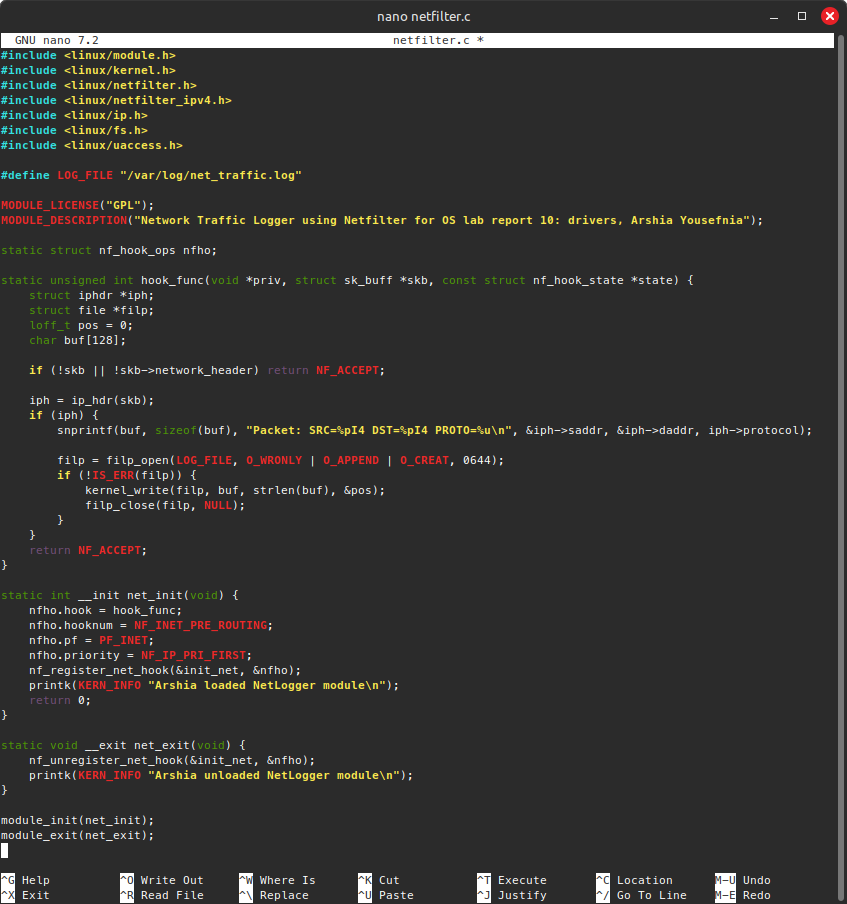 nano netfilter.c
GNU nano 7.2 netfilter.c *
#include <linux/module.h>
#include <linux/kernel.h>
#include <linux/netfilter.h>
#include <linux/netfilter_ipv4.h>
#include <linux/ip.h>
#include <linux/fs.h>
#include <linux/uaccess.h>

#define LOG_FILE "/var/log/net_traffic.log"

MODULE_LICENSE("GPL");
MODULE_DESCRIPTION("Network Traffic Logger using Netfilter for OS lab report 10: drivers, Arshia Yousefnia");

static struct nf_hook_ops nfho;

static unsigned int hook_func(void *priv, struct sk_buff *skb, const struct nf_hook_state *state) {
    struct iphdr *iph;
    struct file *filp;
    loff_t pos = 0;
    char buf[128];

    if (!skb || !skb->network_header) return NF_ACCEPT;

    iph = ip_hdr(skb);
    if (iph) {
        snprintf(buf, sizeof(buf), "Packet: SRC=%pI4 DST=%pI4 PROTO=%u\n", &iph->saddr, &iph->daddr, iph->protocol);

        filp = filp_open(LOG_FILE, O_WRONLY | O_APPEND | O_CREAT, 0644);
        if (!IS_ERR(filp)) {
            kernel_write(filp, buf, strlen(buf), &pos);
            filp_close(filp, NULL);
        }
    }
    return NF_ACCEPT;
}

static int __init net_init(void) {
    nfho.hook = hook_func;
    nfho.hooknum = NF_INET_PRE_ROUTING;
    nfho.pf = PF_INET;
    nfho.priority = NF_IP_PRI_FIRST;
    nf_register_net_hook(&init_net, &nfho);
    printk(KERN_INFO "Arshia loaded NetLogger module\n");
    return 0;
}

static void __exit net_exit(void) {
    nf_unregister_net_hook(&init_net, &nfho);
    printk(KERN_INFO "Arshia unloaded NetLogger module\n");
}

module_init(net_init);
module_exit(net_exit);

^G Help ^O Write Out ^W Where Is ^K Cut ^T Execute ^C Location M-U Undo
^X Exit ^R Read File ^\ Replace ^U Paste ^J Justify ^/ Go To Line M-E Redo